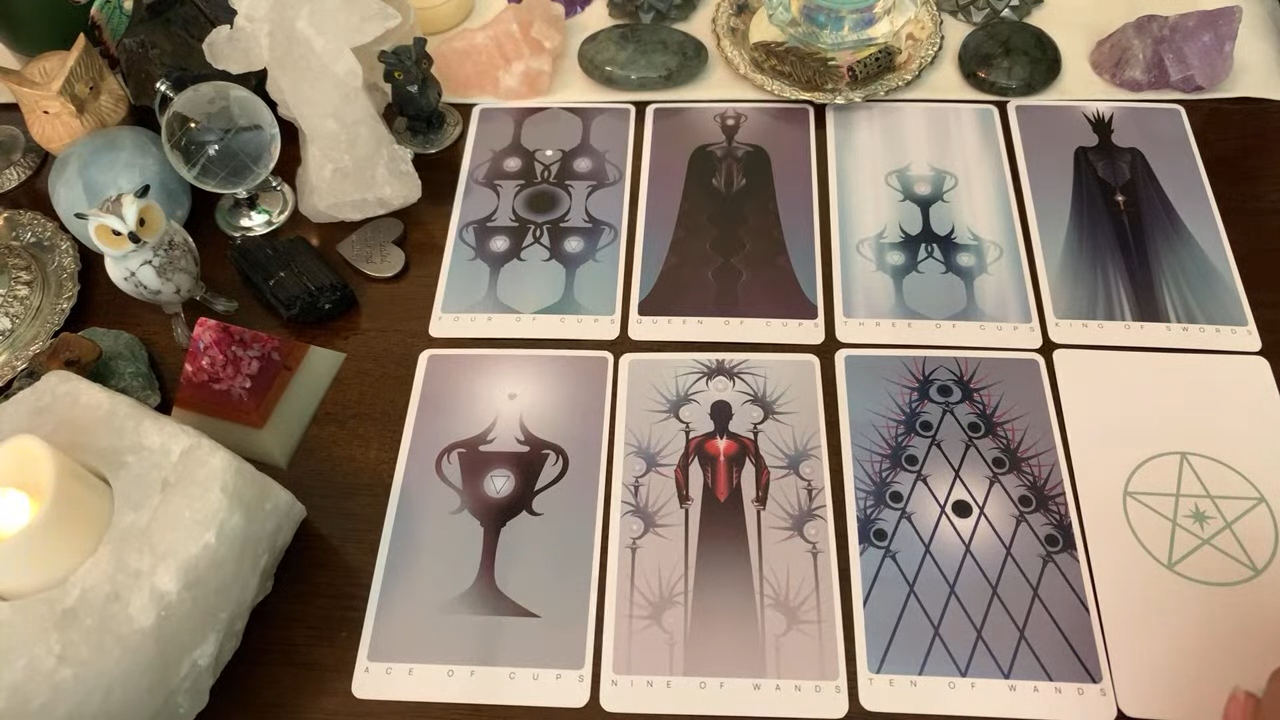 FOUR OF CUPS
QUEEN OF CUPS
THREE OF CUPS
KING OF SWORDS
ACE OF CUPS
NINE OF WANDS
TEN OF WANDS